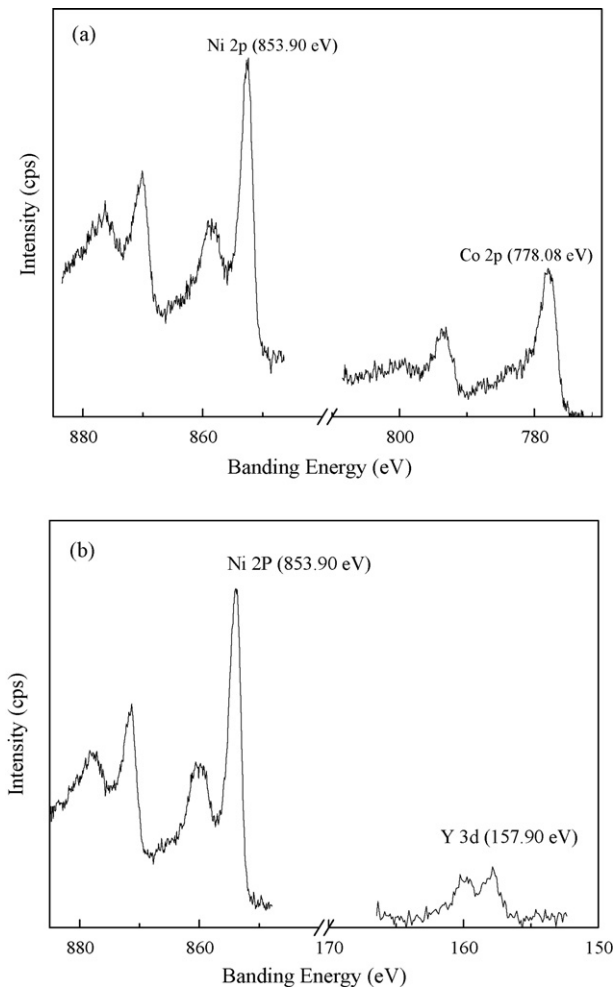 (a)
Ni 2p (853.90 eV)
Co 2p (778.08 eV)
Intensity (cps)
880 860 800 780
Banding Energy (eV)
(b)
Ni 2P (853.90 eV)
Y 3d (157.90 eV)
Intensity (cps)
880 860 170 160 150
Banding Energy (eV)